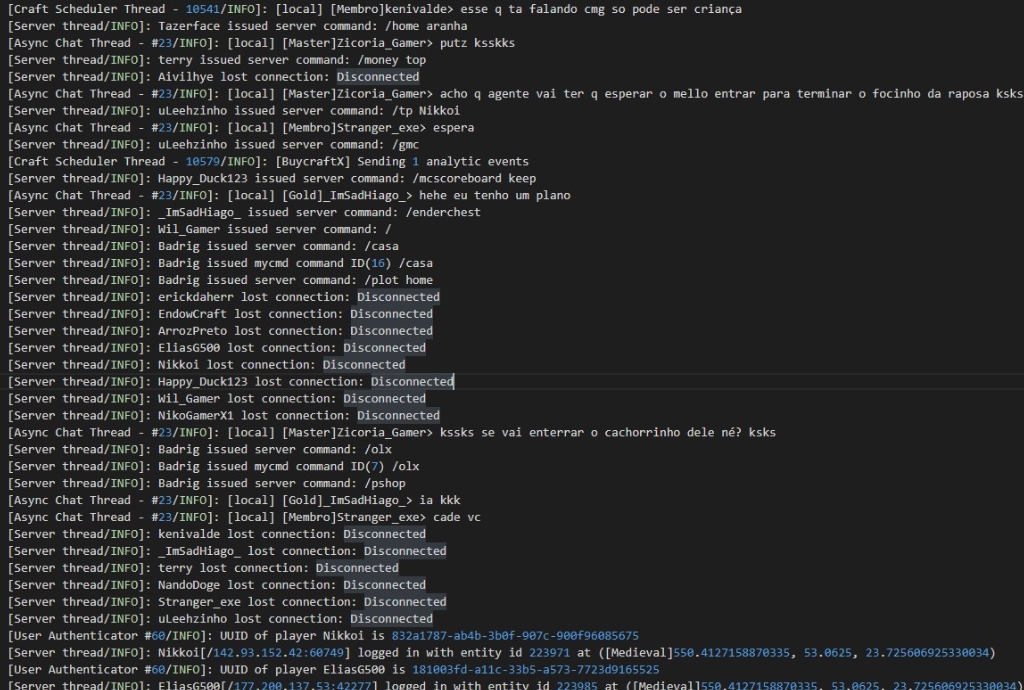 [Craft Scheduler Thread - 10541/INFO]: [local] [Membro]kenivalde> esse q ta falando cmg so pode ser criança
[Server thread/INFO]: Tazerface issued server command: /home aranha
[Async Chat Thread - #23/INFO]: [local] [Master]Zicoria_Gamer> putz ksskks
[Server thread/INFO]: terry issued server command: /money top
[Server thread/INFO]: Aivilhye lost connection: Disconnected
[Async Chat Thread - #23/INFO]: [local] [Master]Zicoria_Gamer> acho q agente vai ter q esperar o mello entrar para terminar o focinho da raposa ksks
[Server thread/INFO]: uLeehzinho issued server command: /tp Nikkoi
[Async Chat Thread - #23/INFO]: [local] [Membro]Stranger_exe> espera
[Server thread/INFO]: uLeehzinho issued server command: /gmc
[Craft Scheduler Thread - 10579/INFO]: [BuycraftX] Sending 1 analytic events
[Server thread/INFO]: Happy_Duck123 issued server command: /mcscoreboard keep
[Async Chat Thread - #23/INFO]: [local] [Gold]_ImSadHiago_> hehe eu tenho um plano
[Server thread/INFO]: _ImSadHiago_ issued server command: /enderchest
[Server thread/INFO]: Wil_Gamer issued server command: /
[Server thread/INFO]: Badrig issued server command: /casa
[Server thread/INFO]: Badrig issued mycmd command ID(16) /casa
[Server thread/INFO]: Badrig issued server command: /plot home
[Server thread/INFO]: erickdaherr lost connection: Disconnected
[Server thread/INFO]: EndowCraft lost connection: Disconnected
[Server thread/INFO]: ArrozPreto lost connection: Disconnected
[Server thread/INFO]: EliasG500 lost connection: Disconnected
[Server thread/INFO]: Nikkoi lost connection: Disconnected
[Server thread/INFO]: Happy_Duck123 lost connection: Disconnected
[Server thread/INFO]: Wil_Gamer lost connection: Disconnected
[Server thread/INFO]: NikoGamerX1 lost connection: Disconnected
[Async Chat Thread - #23/INFO]: [local] [Master]Zicoria_Gamer> kssks se vai enterrar o cachorrinho dele né? ksks
[Server thread/INFO]: Badrig issued server command: /olx
[Server thread/INFO]: Badrig issued mycmd command ID(7) /olx
[Server thread/INFO]: Badrig issued server command: /pshop
[Async Chat Thread - #23/INFO]: [local] [Gold]_ImSadHiago_> ia kkk
[Async Chat Thread - #23/INFO]: [local] [Membro]Stranger_exe> cade vc
[Server thread/INFO]: kenivalde lost connection: Disconnected
[Server thread/INFO]: _ImSadHiago_ lost connection: Disconnected
[Server thread/INFO]: terry lost connection: Disconnected
[Server thread/INFO]: NandoDoge lost connection: Disconnected
[Server thread/INFO]: Stranger_exe lost connection: Disconnected
[Server thread/INFO]: uLeehzinho lost connection: Disconnected
[User Authenticator #60/INFO]: UUID of player Nikkoi is 832a1787-ab4b-3b0f-907c-900f96085675
[Server thread/INFO]: Nikkoi[/142.93.152.42:60749] logged in with entity id 223971 at ([Medieval]550.4127158870335, 53.0625, 23.725606925330034)
[User Authenticator #60/INFO]: UUID of player EliasG500 is 181003fd-a11c-33b5-a573-7723d9165525
[Server thread/INFO]: EliasG500[/177.200.137.53:42277] logged in with entity id 223985 at ([Medieval]550.4127158870335, 53.0625, 23.725606925330034)